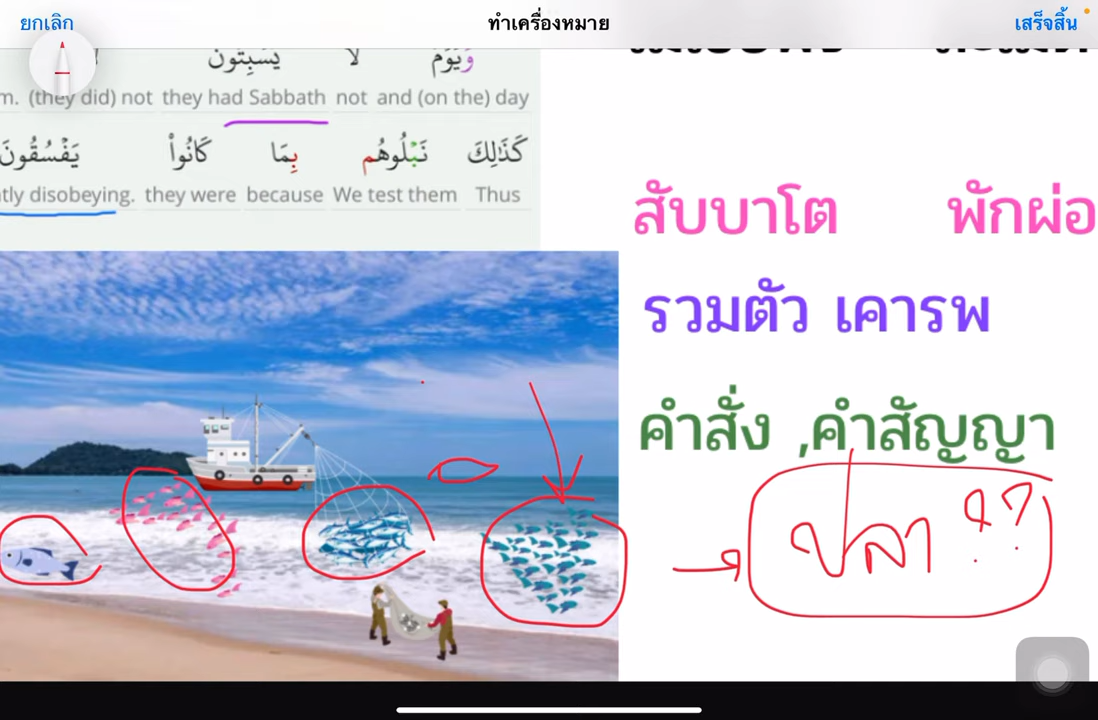 ยกเลิก ทำเครื่องหมาย เสร็จสิ้น
وَيَوْمَ لَا يَسْبِتُونَ
m. (they did) not they had Sabbath not and (on the) day
كَذَٰلِكَ نَبْلُوهُم بِمَا كَانُوا۟ يَفْسُقُونَ
tly disobeying. they were because We test them Thus
สับบาโต พักผ่อ
รวมตัว เคารพ
คำสั่ง ,คำสัญญา
ปลา ??